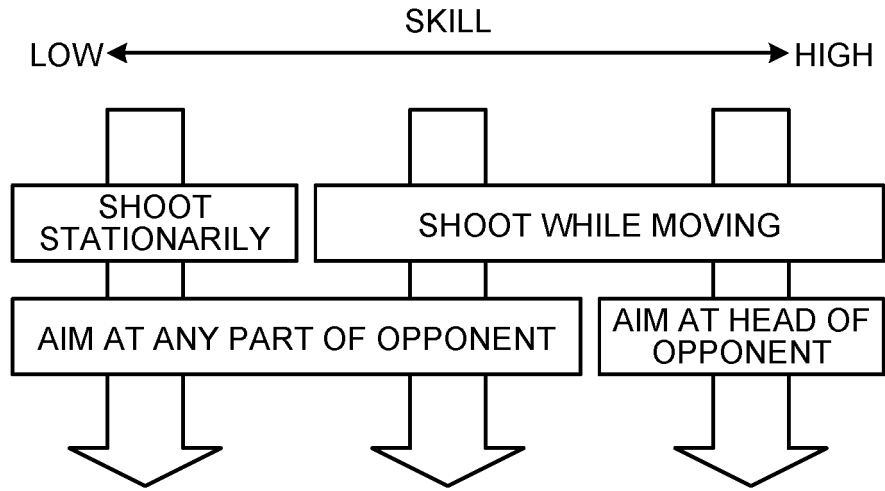 SKILL
LOW
HIGH
SHOOT
STATIONARILY
SHOOT WHILE MOVING
AIM AT ANY PART OF OPPONENT
AIM AT HEAD OF
OPPONENT